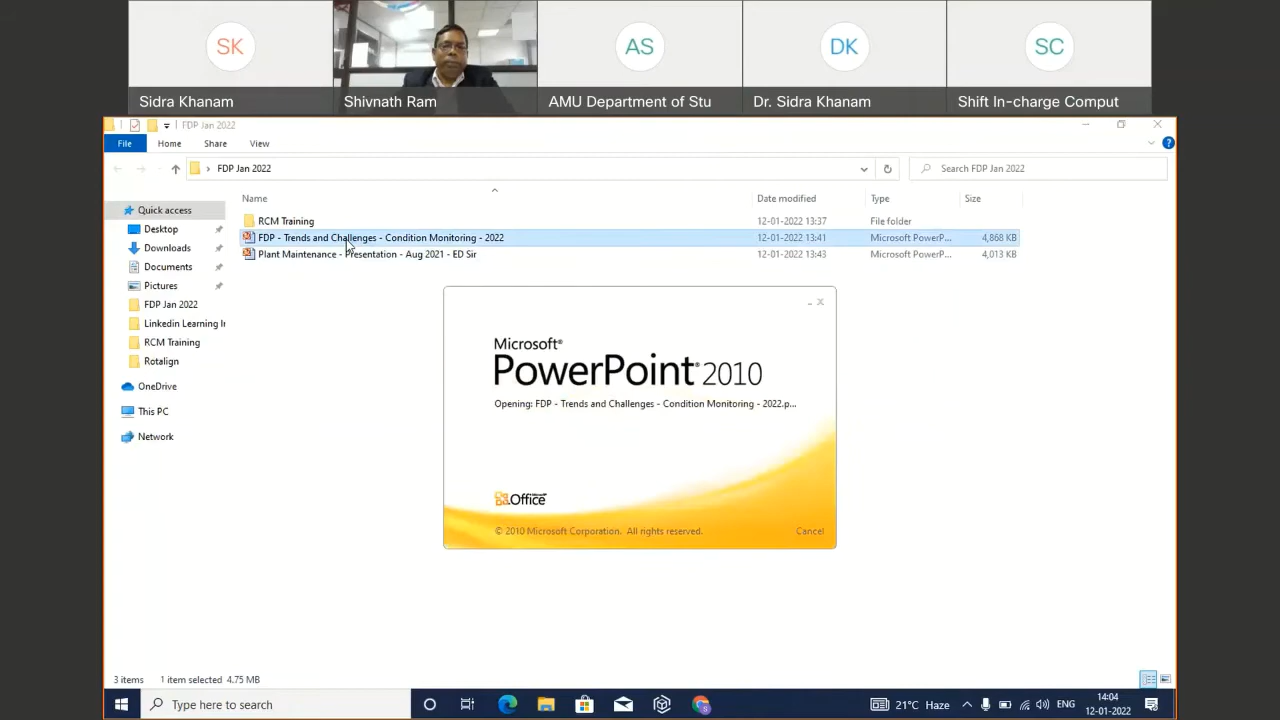 SK
AS
DK
SC
Sidra Khanam
Shivnath Ram
AMU Department of Stu
Dr. Sidra Khanam
Shift In-charge Comput
FDP Jan 2022
File Home Share View
FDP Jan 2022
Search FDP Jan 2022
Name Date modified Type Size
Quick access
Desktop
Downloads
Documents
Pictures
FDP Jan 2022
Linkedin Learning Ir
RCM Training
Rotalign
OneDrive
This PC
Network
RCM Training 12-01-2022 13:37 File folder
FDP - Trends and Challenges - Condition Monitoring - 2022 12-01-2022 13:41 Microsoft PowerP... 4,868 KB
Plant Maintenance - Presentation - Aug 2021 - ED Sir 12-01-2022 13:43 Microsoft PowerP... 4,013 KB
Microsoft®
PowerPoint® 2010
Opening: FDP - Trends and Challenges - Condition Monitoring - 2022.p...
Office
© 2010 Microsoft Corporation. All rights reserved. Cancel
3 items 1 item selected 4.75 MB
Type here to search
21°C Haze
ENG
14:04
12-01-2022